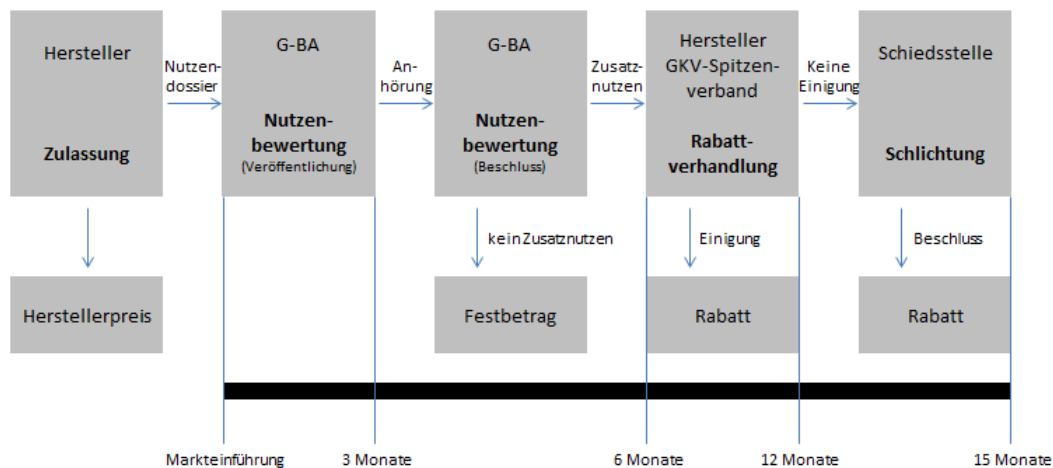 Hersteller
Zulassung
Nutzen-
dossier
G-BA
Nutzen-
bewertung
(Veröffentlichung)
An-
hörung
G-BA
Nutzen-
bewertung
(Beschluss)
Zusatz-
nutzen
Hersteller
GKV-Spitzen-
verband
Rabatt-
verhandlung
Keine
Einigung
Schiedsstelle
Schlichtung
kein Zusatznutzen
Einigung
Beschluss
Herstellerpreis
Festbetrag
Rabatt
Rabatt
Markteinführung
3 Monate
6 Monate
12 Monate
15 Monate